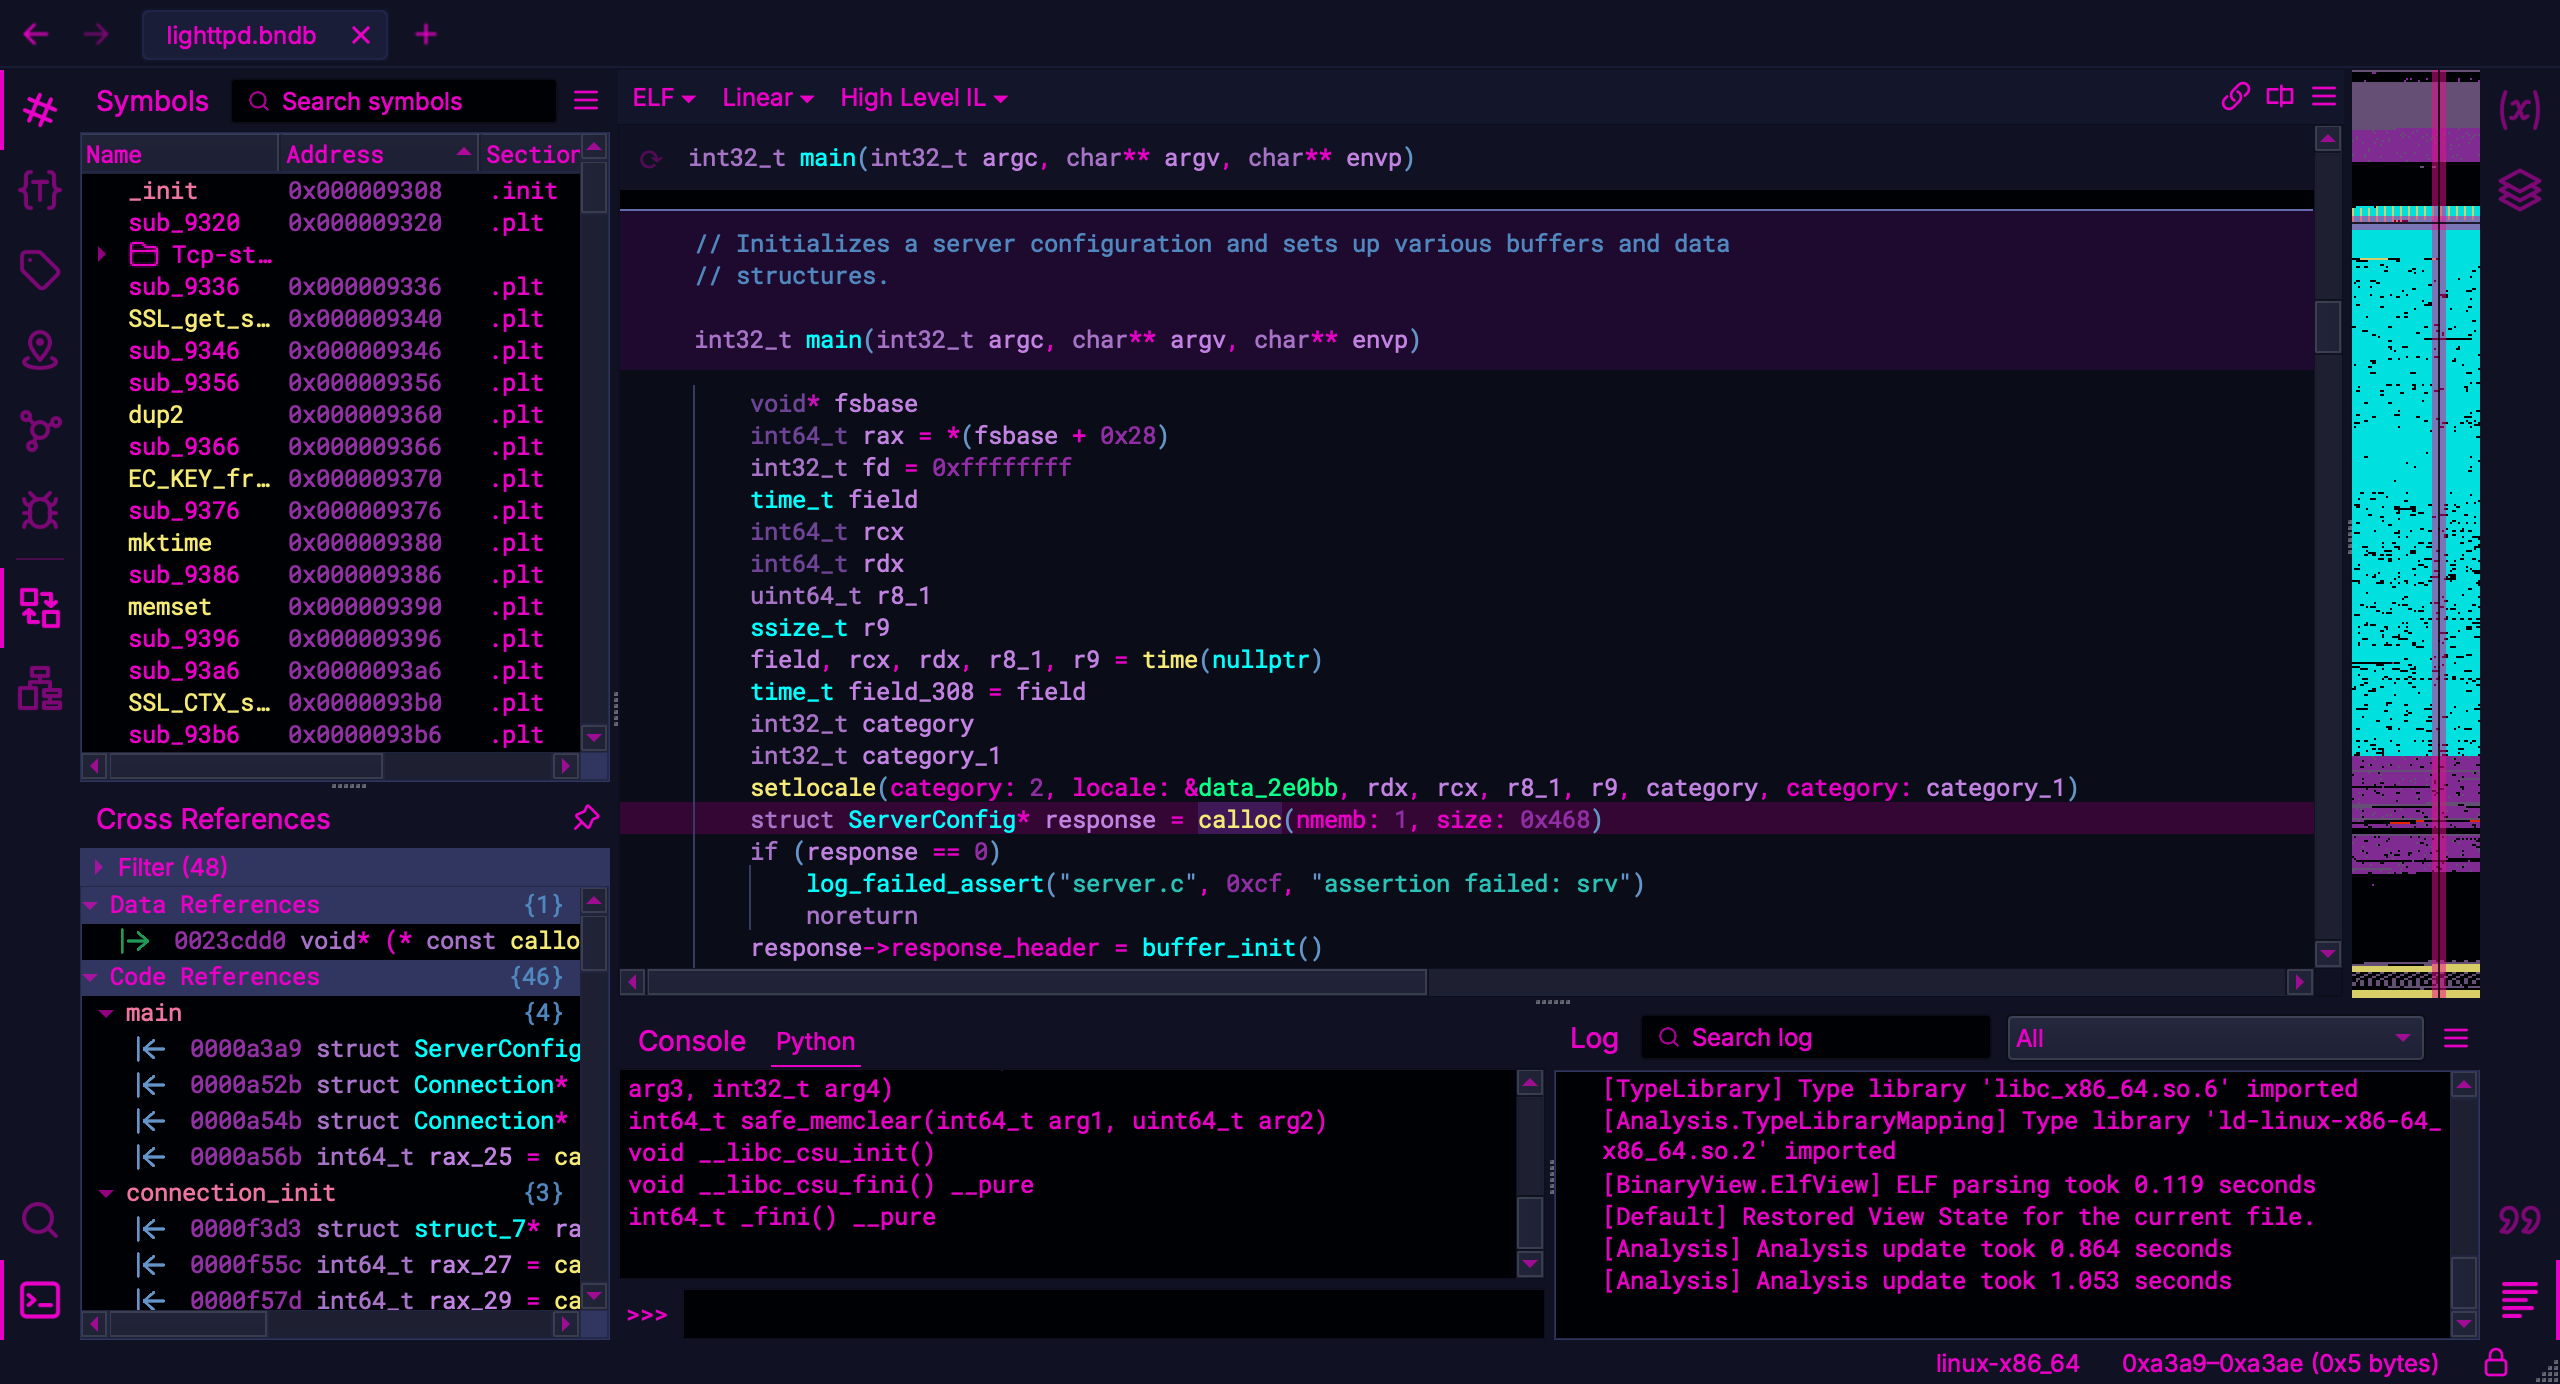 lighttpd.bndb
Symbols
Search symbols
Name Address Section
_init 0x000009308 .init
sub_9320 0x000009320 .plt
Tcp-st…
sub_9336 0x000009336 .plt
SSL_get_s… 0x000009340 .plt
sub_9346 0x000009346 .plt
sub_9356 0x000009356 .plt
dup2 0x000009360 .plt
sub_9366 0x000009366 .plt
EC_KEY_fr… 0x000009370 .plt
sub_9376 0x000009376 .plt
mktime 0x000009380 .plt
sub_9386 0x000009386 .plt
memset 0x000009390 .plt
sub_9396 0x000009396 .plt
sub_93a6 0x0000093a6 .plt
SSL_CTX_s… 0x0000093b0 .plt
sub_93b6 0x0000093b6 .plt
Cross References
Filter (48)
Data References {1}
0023cdd0 void* (* const callo
Code References {46}
main {4}
0000a3a9 struct ServerConfig
0000a52b struct Connection*
0000a54b struct Connection*
0000a56b int64_t rax_25 = ca
connection_init {3}
0000f3d3 struct struct_7* ra
0000f55c int64_t rax_27 = ca
0000f57d int64_t rax_29 = ca
ELF Linear High Level IL
int32_t main(int32_t argc, char** argv, char** envp)
// Initializes a server configuration and sets up various buffers and data
// structures.
int32_t main(int32_t argc, char** argv, char** envp)
void* fsbase
int64_t rax = *(fsbase + 0x28)
int32_t fd = 0xffffffff
time_t field
int64_t rcx
int64_t rdx
uint64_t r8_1
ssize_t r9
field, rcx, rdx, r8_1, r9 = time(nullptr)
time_t field_308 = field
int32_t category
int32_t category_1
setlocale(category: 2, locale: &data_2e0bb, rdx, rcx, r8_1, r9, category, category: category_1)
struct ServerConfig* response = calloc(nmemb: 1, size: 0x468)
if (response == 0)
log_failed_assert("server.c", 0xcf, "assertion failed: srv")
noreturn
response->response_header = buffer_init()
Console Python
arg3, int32_t arg4)
int64_t safe_memclear(int64_t arg1, uint64_t arg2)
void __libc_csu_init()
void __libc_csu_fini() __pure
int64_t _fini() __pure
>>>
Log
Search log
All
[TypeLibrary] Type library 'libc_x86_64.so.6' imported
[Analysis.TypeLibraryMapping] Type library 'ld-linux-x86-64_
x86_64.so.2' imported
[BinaryView.ElfView] ELF parsing took 0.119 seconds
[Default] Restored View State for the current file.
[Analysis] Analysis update took 0.864 seconds
[Analysis] Analysis update took 1.053 seconds
linux-x86_64 0xa3a9–0xa3ae (0x5 bytes)